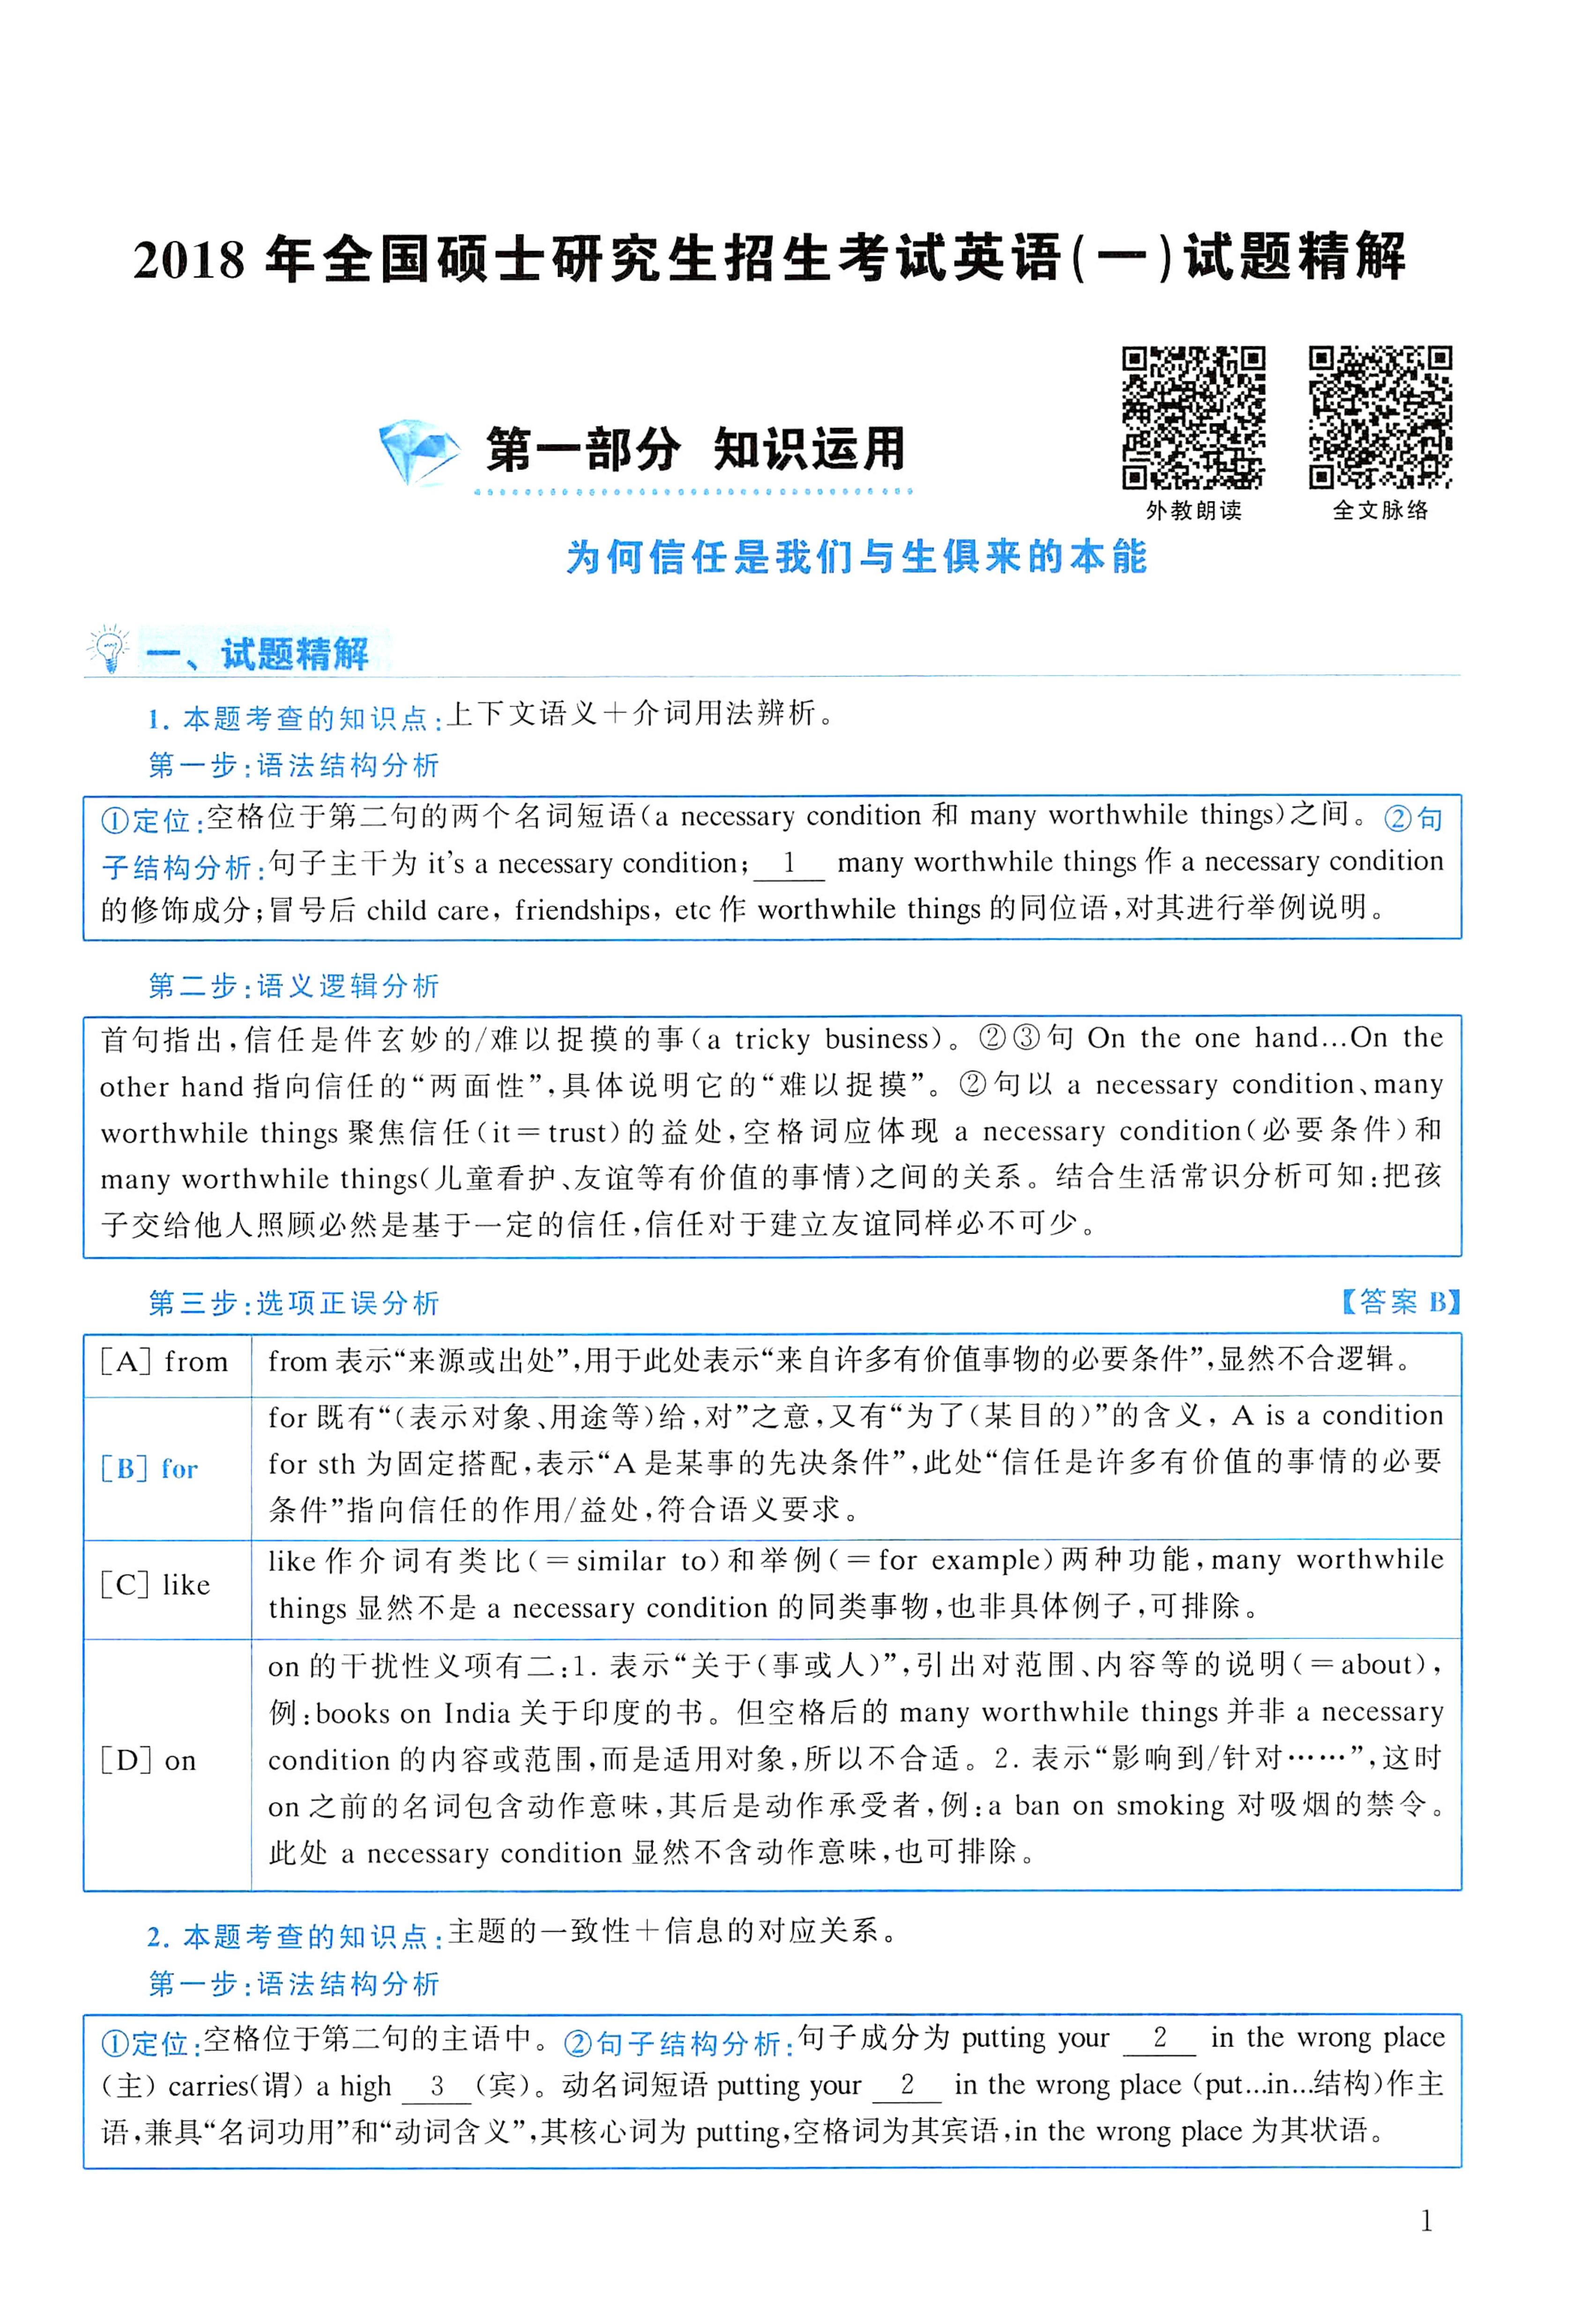 2018 年全国硕士研究生招生考试英语(一)试题精解
第一部分 知识运用
外教朗读
全文脉络
为何信任是我们与生俱来的本能
一、试题精解
1. 本题考查的知识点:上下文语义+介词用法辨析。
第一步:语法结构分析
①定位:空格位于第二句的两个名词短语(a necessary condition 和 many worthwhile things)之间。②句
子结构分析:句子主干为 it's a necessary condition; 1 many worthwhile things 作 a necessary condition
的修饰成分;冒号后 child care, friendships, etc 作 worthwhile things 的同位语,对其进行举例说明。
第二步:语义逻辑分析
首句指出,信任是件玄妙的/难以捉摸的事(a tricky business)。②③句 On the one hand…On the
other hand 指向信任的“两面性”,具体说明它的“难以捉摸”。②句以 a necessary condition、many
worthwhile things 聚焦信任(it=trust)的益处,空格词应体现 a necessary condition(必要条件)和
many worthwhile things(儿童看护、友谊等有价值的事情)之间的关系。结合生活常识分析可知:把孩
子交给他人照顾必然是基于一定的信任,信任对于建立友谊同样必不可少。
第三步:选项正误分析
【答案 B】
[A] from
from 表示“来源或出处”,用于此处表示“来自许多有价值事物的必要条件”,显然不合逻辑。
[B] for
for 既有“(表示对象、用途等)给,对”之意,又有“为了(某目的)”的含义, A is a condition
for sth 为固定搭配,表示“A 是某事的先决条件”,此处“信任是许多有价值的事情的必要
条件”指向信任的作用/益处,符合语义要求。
[C] like
like 作介词有类比(=similar to)和举例(=for example)两种功能,many worthwhile
things 显然不是 a necessary condition 的同类事物,也非具体例子,可排除。
[D] on
on 的干扰性义项有二:1. 表示“关于(事或人)”,引出对范围、内容等的说明(=about),
例:books on India 关于印度的书。但空格后的 many worthwhile things 并非 a necessary
condition 的内容或范围,而是适用对象,所以不合适。2. 表示“影响到/针对……”,这时
on 之前的名词包含动作意味,其后是动作承受者,例:a ban on smoking 对吸烟的禁令。
此处 a necessary condition 显然不含动作意味,也可排除。
2. 本题考查的知识点:主题的一致性+信息的对应关系。
第一步:语法结构分析
①定位:空格位于第二句的主语中。②句子结构分析:句子成分为 putting your 2 in the wrong place
(主) carries(谓) a high 3 (宾)。动名词短语 putting your 2 in the wrong place (put…in…结构)作主
语,兼具“名词功用”和“动词含义”,其核心词为 putting,空格词为其宾语,in the wrong place 为其状语。
1